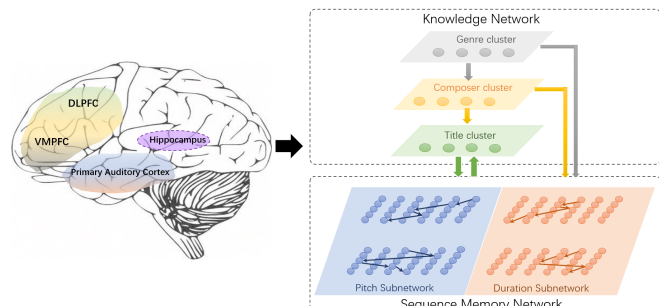 Knowledge Network
Genre cluster
Composer cluster
Title cluster
DLPFC
VMPFC
Hippocampus
Primary Auditory Cortex
Pitch Subnetwork
Duration Subnetwork
Sequence Memory Network